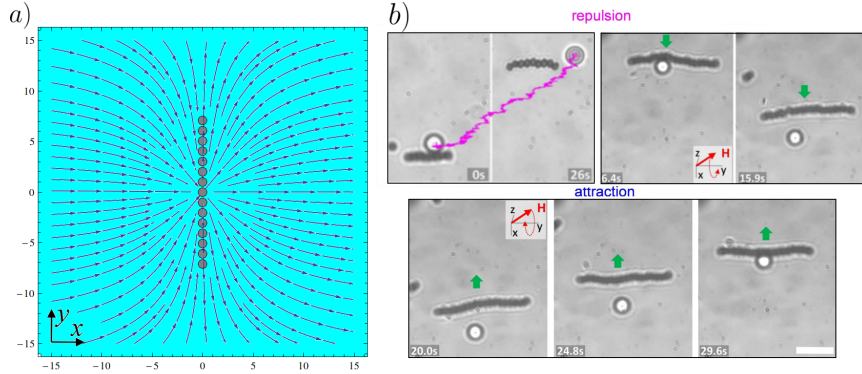 a)
15
10
5
0
−5
−10
−15
y
x
−15 −10 −5 0 5 10 15
b)
repulsion
0s
26s
6.4s
z H
x y
15.9s
attraction
20.0s
z H
x y
24.8s
29.6s